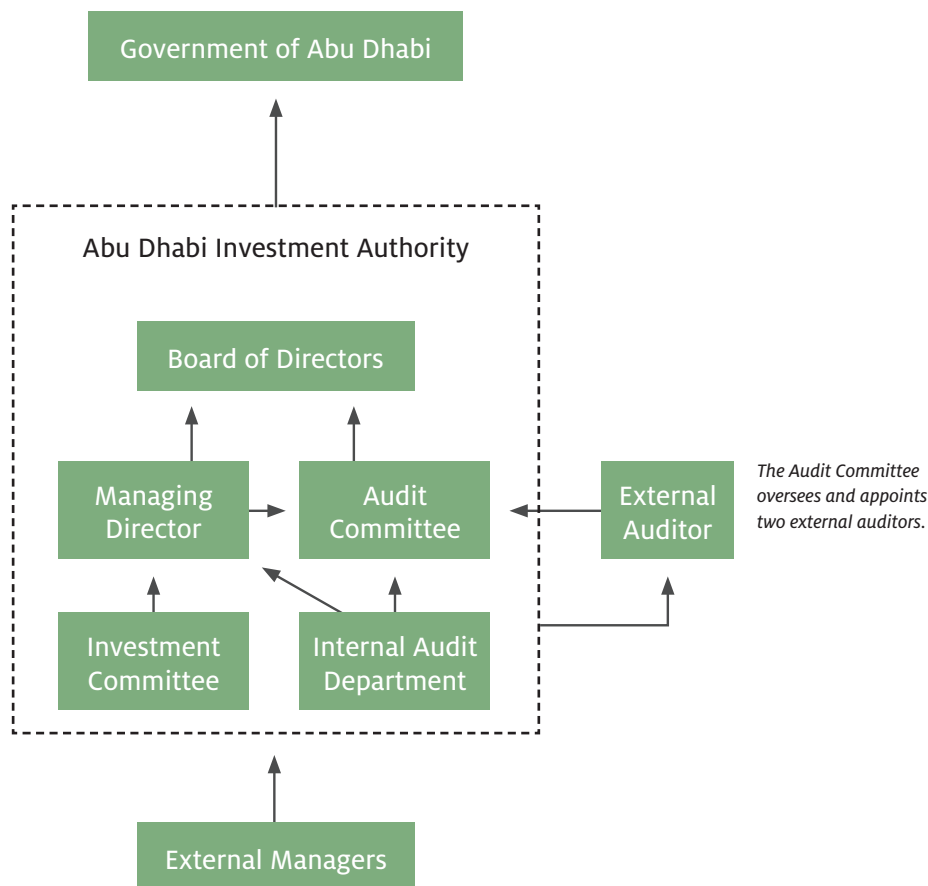 Government of Abu Dhabi
Abu Dhabi Investment Authority
Board of Directors
Managing
Director
Audit
Committee
External
Auditor
The Audit Committee
oversees and appoints
two external auditors.
Investment
Committee
Internal Audit
Department
External Managers